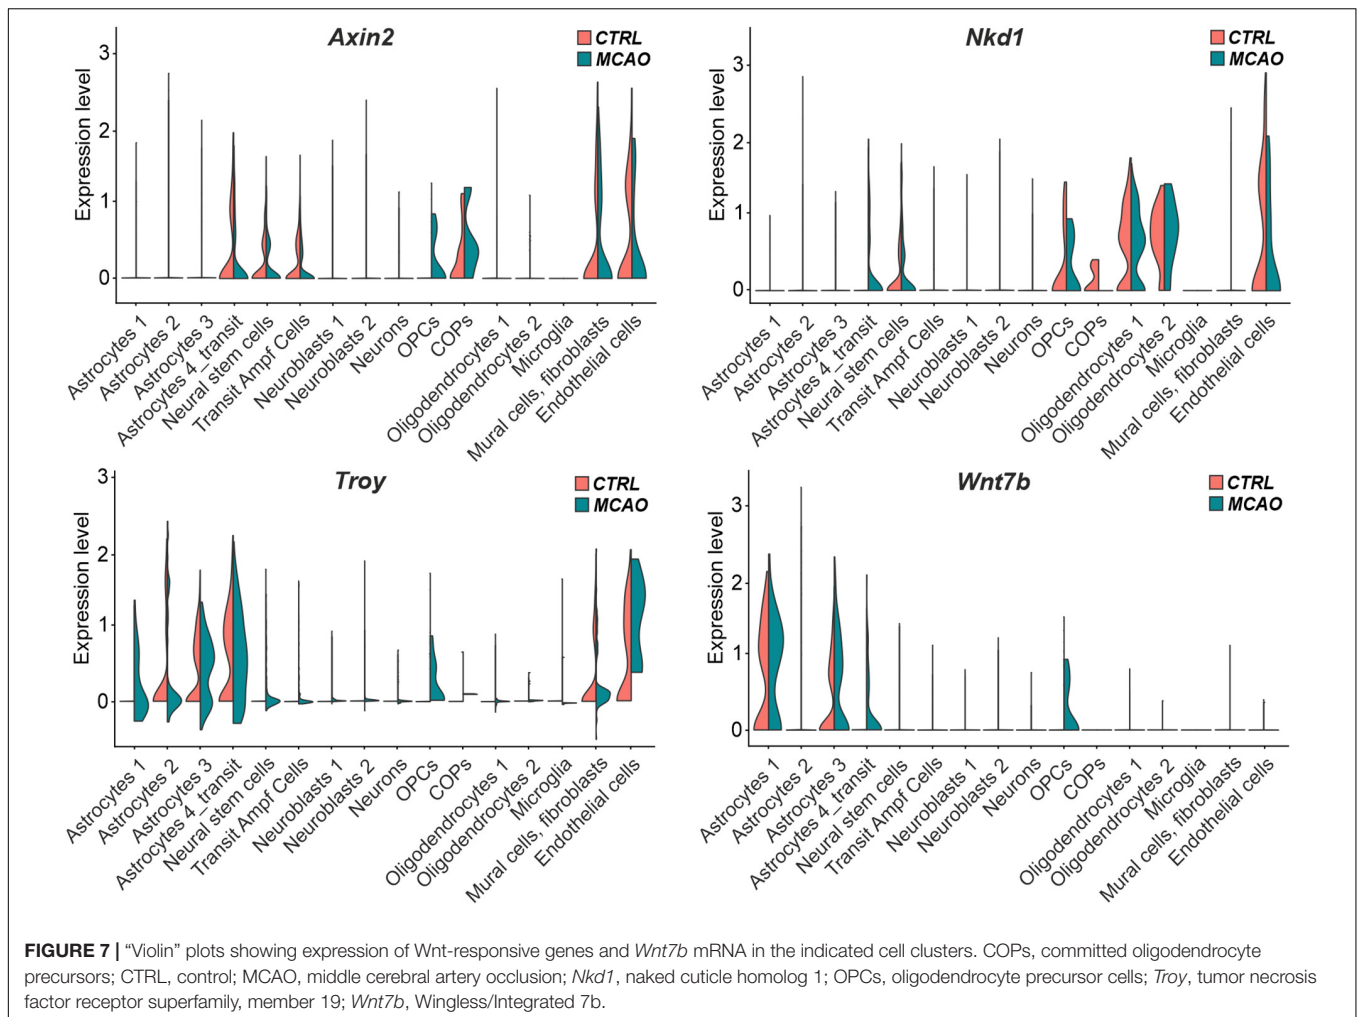 Axin2
CTRL
MCAO
Expression level
3
2
1
0
Astrocytes 1
Astrocytes 2
Astrocytes 3
Astrocytes 4_transit
Neural stem cells
Transit Ampf Cells
Neuroblasts 1
Neuroblasts 2
Neurons
OPCs
COPs
Oligodendrocytes 1
Oligodendrocytes 2
Microglia
Mural cells, fibroblasts
Endothelial cells
Nkd1
CTRL
MCAO
Expression level
3
2
1
0
Astrocytes 1
Astrocytes 2
Astrocytes 3
Astrocytes 4_transit
Neural stem cells
Transit Ampf Cells
Neuroblasts 1
Neuroblasts 2
Neurons
OPCs
COPs
Oligodendrocytes 1
Oligodendrocytes 2
Microglia
Mural cells, fibroblasts
Endothelial cells
Troy
CTRL
MCAO
Expression level
3
2
1
0
Astrocytes 1
Astrocytes 2
Astrocytes 3
Astrocytes 4_transit
Neural stem cells
Transit Ampf Cells
Neuroblasts 1
Neuroblasts 2
Neurons
OPCs
COPs
Oligodendrocytes 1
Oligodendrocytes 2
Microglia
Mural cells, fibroblasts
Endothelial cells
Wnt7b
CTRL
MCAO
Expression level
3
2
1
0
Astrocytes 1
Astrocytes 2
Astrocytes 3
Astrocytes 4_transit
Neural stem cells
Transit Ampf Cells
Neuroblasts 1
Neuroblasts 2
Neurons
OPCs
COPs
Oligodendrocytes 1
Oligodendrocytes 2
Microglia
Mural cells, fibroblasts
Endothelial cells
FIGURE 7 | “Violin” plots showing expression of Wnt-responsive genes and Wnt7b mRNA in the indicated cell clusters. COPs, committed oligodendrocyte
precursors; CTRL, control; MCAO, middle cerebral artery occlusion; Nkd1, naked cuticle homolog 1; OPCs, oligodendrocyte precursor cells; Troy, tumor necrosis
factor receptor superfamily, member 19; Wnt7b, Wingless/Integrated 7b.